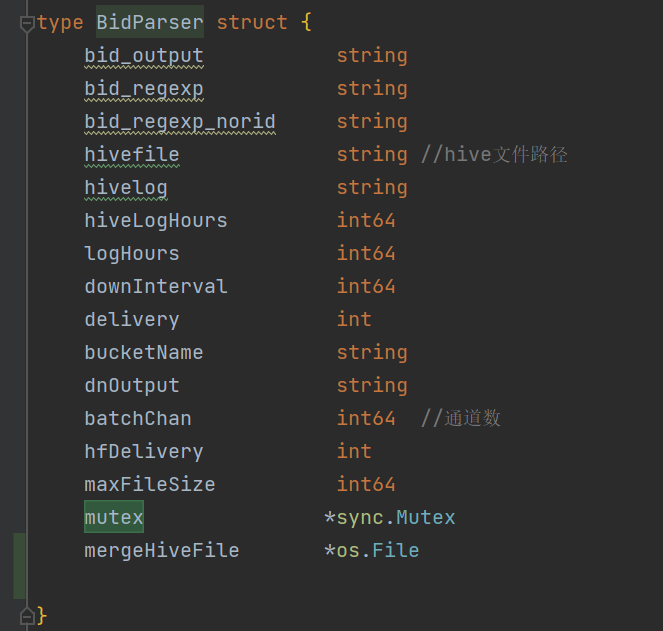 type BidParser struct {
bid_output string
bid_regexp string
bid_regexp_norid string
hivefile string //hive文件路径
hivelog string
hiveLogHours int64
logHours int64
downInterval int64
delivery int
bucketName string
dnOutput string
batchChan int64 //通道数
hfDelivery int
maxFileSize int64
mutex *sync.Mutex
mergeHiveFile *os.File
}